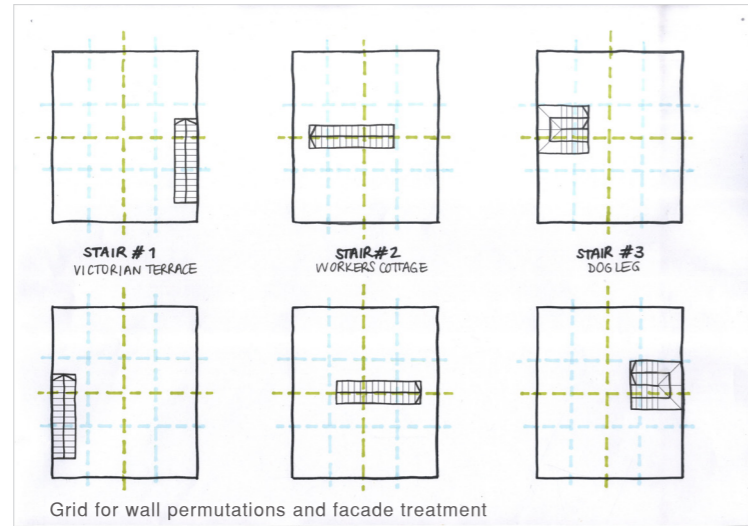 STAIR #1
VICTORIAN TERRACE
STAIR #2
WORKERS COTTAGE
STAIR #3
DOG LEG
Grid for wall permutations and facade treatment